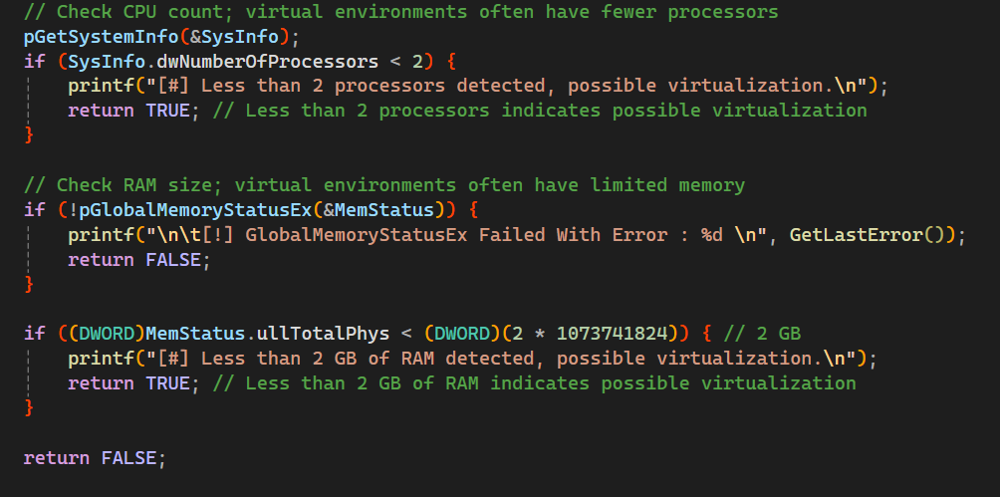 // Check CPU count; virtual environments often have fewer processors
pGetSystemInfo(&SysInfo);
if (SysInfo.dwNumberOfProcessors < 2) {
    printf("[#] Less than 2 processors detected, possible virtualization.\n");
    return TRUE; // Less than 2 processors indicates possible virtualization
}

// Check RAM size; virtual environments often have limited memory
if (!pGlobalMemoryStatusEx(&MemStatus)) {
    printf("\n\t[!] GlobalMemoryStatusEx Failed With Error : %d \n", GetLastError());
    return FALSE;
}

if ((DWORD)MemStatus.ullTotalPhys < (DWORD)(2 * 1073741824)) { // 2 GB
    printf("[#] Less than 2 GB of RAM detected, possible virtualization.\n");
    return TRUE; // Less than 2 GB of RAM indicates possible virtualization
}

return FALSE;